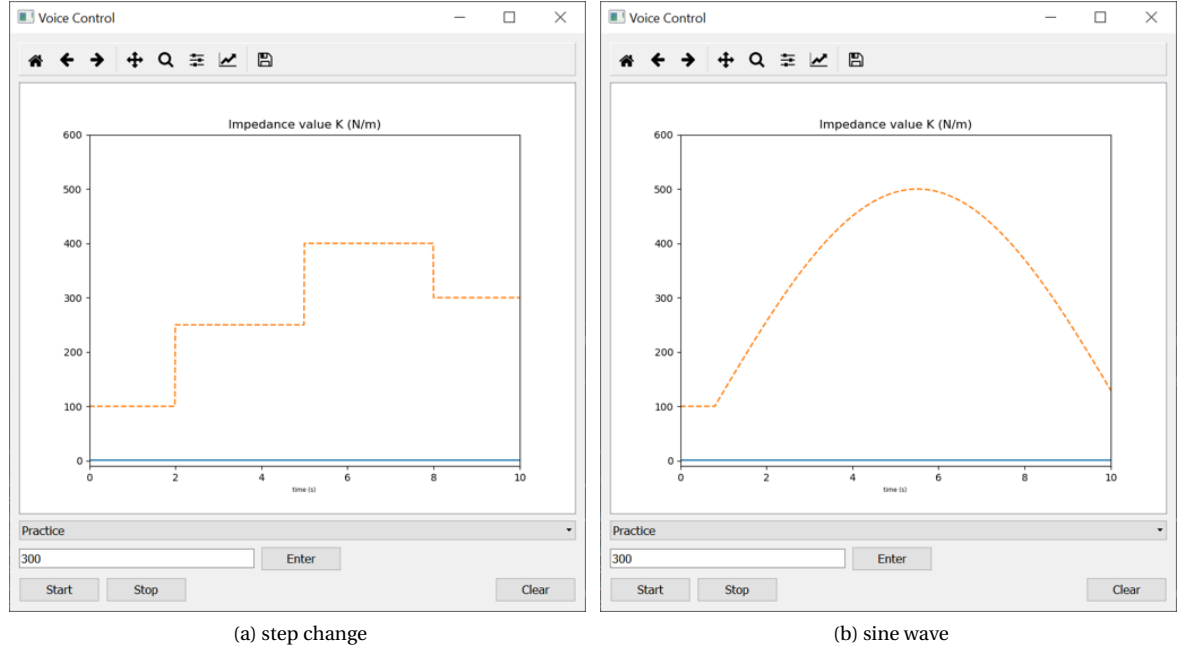 Voice Control
Impedance value K (N/m)
600
500
400
300
200
100
0
0 2 4 6 8 10
time (s)
Practice
300 Enter
Start Stop Clear
(a) step change
Voice Control
Impedance value K (N/m)
600
500
400
300
200
100
0
0 2 4 6 8 10
time (s)
Practice
300 Enter
Start Stop Clear
(b) sine wave